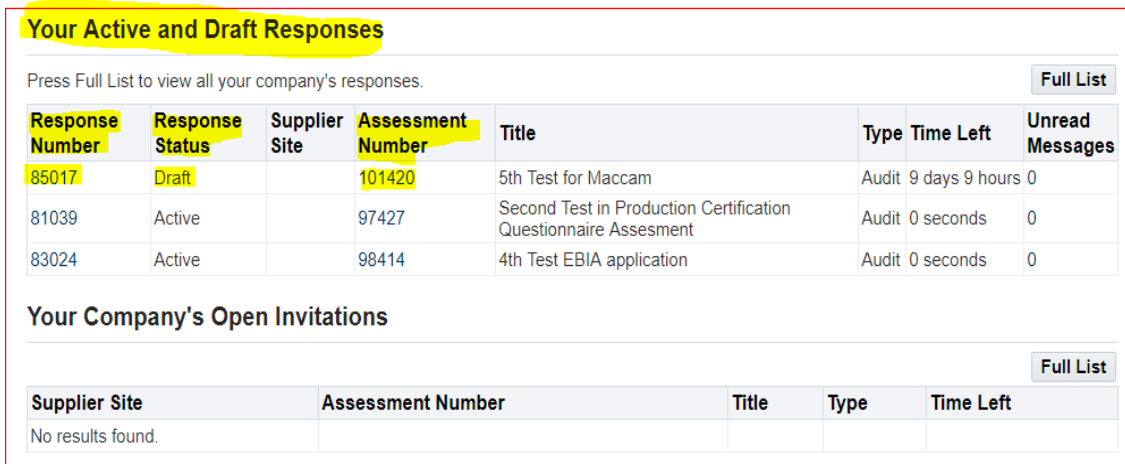 Your Active and Draft Responses
Press Full List to view all your company's responses.
Full List
Response Number Response Status Supplier Site Assessment Number Title Type Time Left Unread Messages
85017 Draft 101420 5th Test for Maccam Audit 9 days 9 hours 0
81039 Active 97427 Second Test in Production Certification Questionnaire Assesment Audit 0 seconds 0
83024 Active 98414 4th Test EBIA application Audit 0 seconds 0
Your Company's Open Invitations
Full List
Supplier Site Assessment Number Title Type Time Left
No results found.